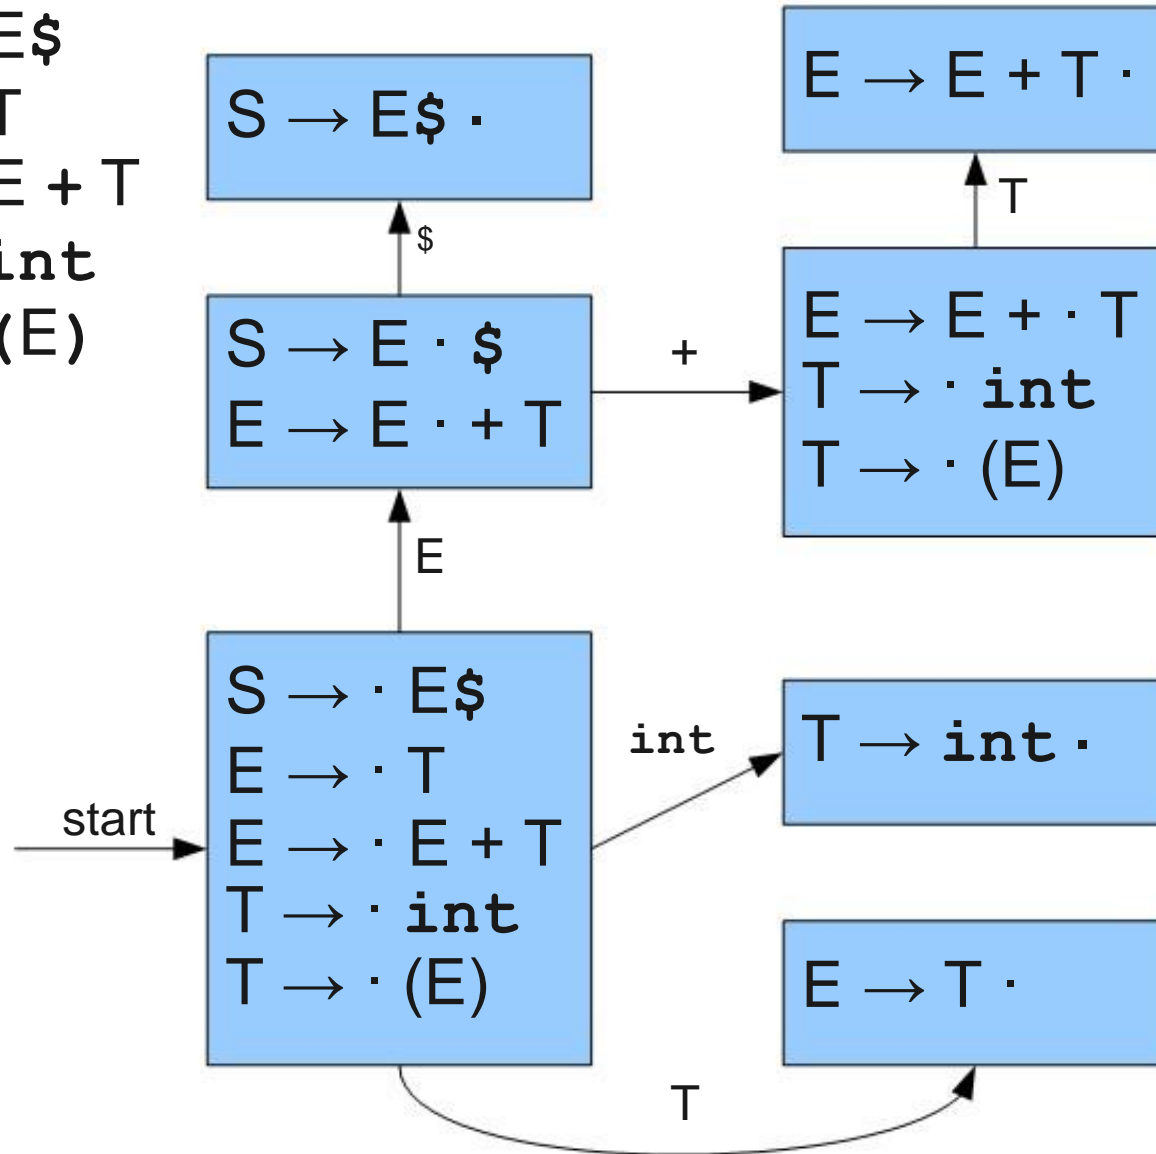 E$
T
E + T
int
(E)
S → E$ ·
$
S → E · $
E → E · + T
+
E → E + T ·
T
E → E + · T
T → · int
T → · (E)
E
start
S → · E$
E → · T
E → · E + T
T → · int
T → · (E)
int
T → int ·
E → T ·
T